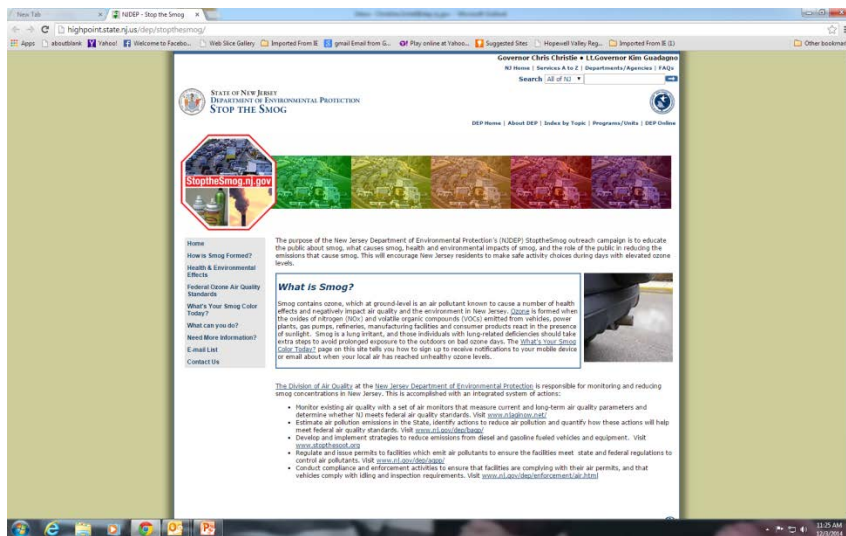 New Tab
NJDEP - Stop the Smog
highpoint.state.nj.us/dep/stopthesmog/
Apps
aboutblank
Yahoo!
Welcome to Facebo...
Web Slice Gallery
Imported From IE
gmail Email from G...
Play online at Yahoo...
Suggested Sites
Hopewell Valley Reg...
Imported From IE (1)
Other bookmar
Governor Chris Christie • Lt.Governor Kim Guadagno
NJ Home | Services A to Z | Departments/Agencies | FAQs
Search All of NJ
STATE OF NEW JERSEY
DEPARTMENT OF ENVIRONMENTAL PROTECTION
STOP THE SMOG
DEP Home | About DEP | Index by Topic | Programs/Units | DEP Online
StoptheSmog.nj.gov
Home
How is Smog Formed?
Health & Environmental
Effects
Federal Ozone Air Quality
Standards
What's Your Smog Color
Today?
What can you do?
Need More Information?
E-mail List
Contact Us
The purpose of the New Jersey Department of Environmental Protection's (NJDEP) StoptheSmog outreach campaign is to educate
the public about smog, what causes smog, health and environmental impacts of smog, and the role of the public in reducing the
emissions that cause smog. This will encourage New Jersey residents to make safe activity choices during days with elevated ozone
levels.
What is Smog?
Smog contains ozone, which at ground-level is an air pollutant known to cause a number of health
effects and negatively impact air quality and the environment in New Jersey. Ozone is formed when
the oxides of nitrogen (NOx) and volatile organic compounds (VOCs) emitted from vehicles, power
plants, gas pumps, refineries, manufacturing facilities and consumer products react in the presence
of sunlight. Smog is a lung irritant, and those individuals with lung-related deficiencies should take
extra steps to avoid prolonged exposure to the outdoors on bad ozone days. The What's Your Smog
Color Today? page on this site tells you how to sign up to receive notifications to your mobile device
or email about when your local air has reached unhealthy ozone levels.
The Division of Air Quality at the New Jersey Department of Environmental Protection is responsible for monitoring and reducing
smog concentrations in New Jersey. This is accomplished with an integrated system of actions:
• Monitor existing air quality with a set of air monitors that measure current and long-term air quality parameters and
determine whether NJ meets federal air quality standards. Visit www.njaqinow.net/
• Estimate air pollution emissions in the State, identify actions to reduce air pollution and quantify how these actions will help
meet federal air quality standards. Visit www.nj.gov/dep/baqp/
• Develop and implement strategies to reduce emissions from diesel and gasoline fueled vehicles and equipment. Visit
www.stopthesoot.org
• Regulate and issue permits to facilities which emit air pollutants to ensure the facilities meet state and federal regulations to
control air pollutants. Visit www.nj.gov/dep/aqpp/
• Conduct compliance and enforcement activities to ensure that facilities are complying with their air permits, and that
vehicles comply with idling and inspection requirements. Visit www.nj.gov/dep/enforcement/air.html
11:25 AM
12/3/2014